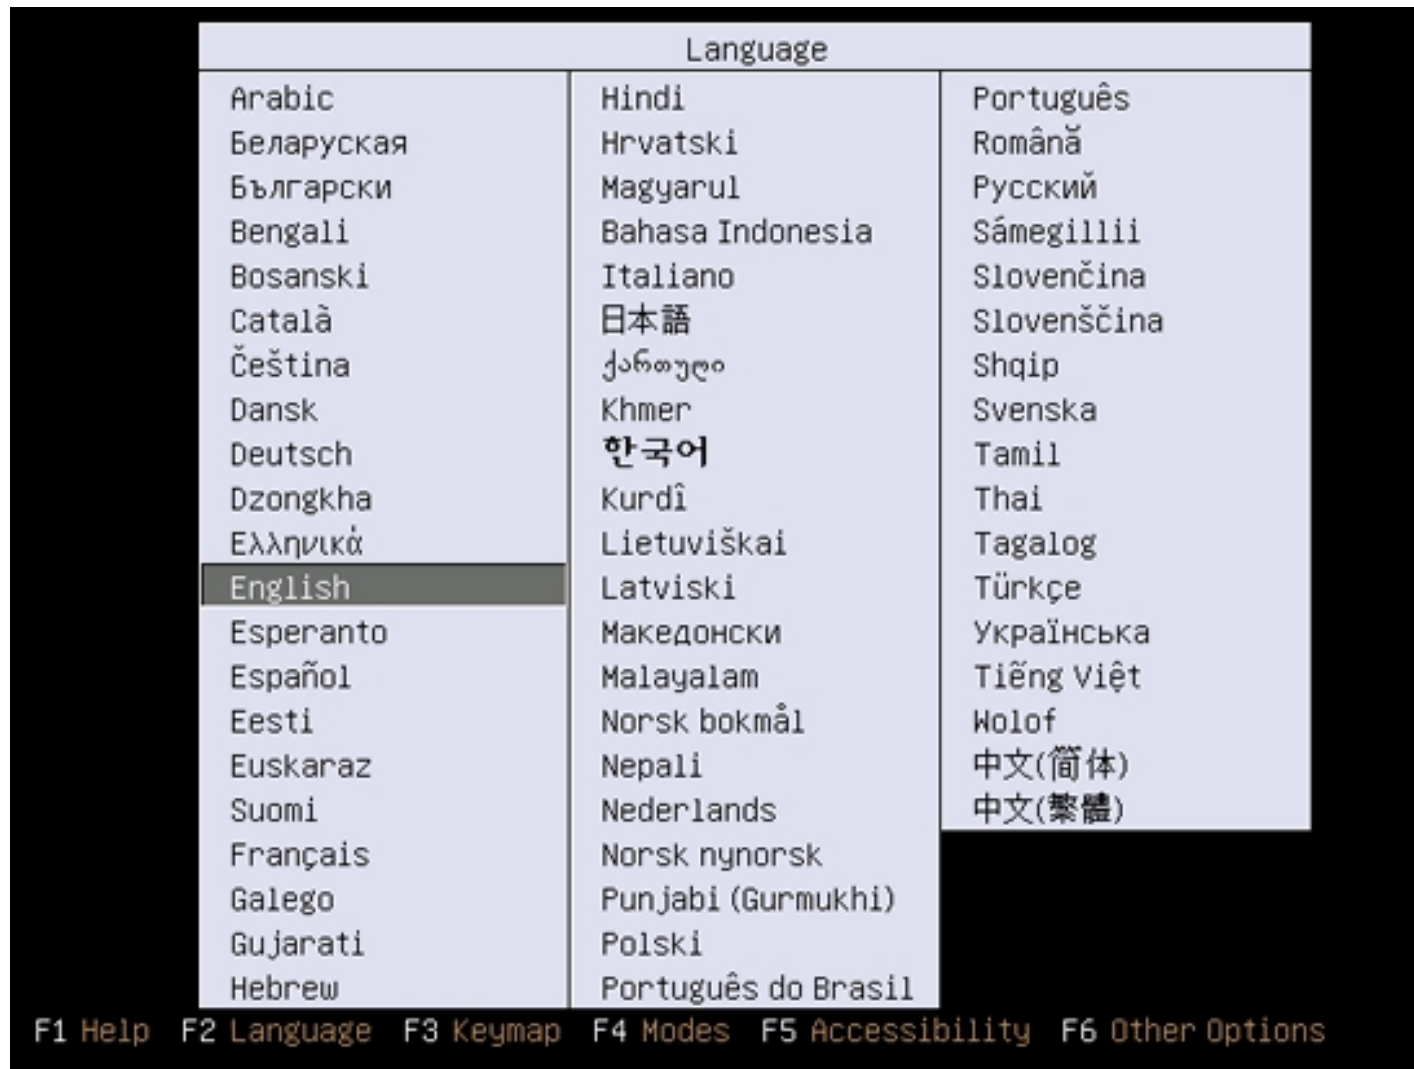 Language
Arabic
Беларуская
Български
Bengali
Bosanski
Català
Čeština
Dansk
Deutsch
Dzongkha
Ελληνικά
English
Esperanto
Español
Eesti
Euskaraz
Suomi
Français
Galego
Gujarati
Hebrew
Hindi
Hrvatski
Magyarul
Bahasa Indonesia
Italiano
日本語
ქართული
Khmer
한국어
Kurdî
Lietuviškai
Latviski
Македонски
Malayalam
Norsk bokmål
Nepali
Nederlands
Norsk nynorsk
Punjabi (Gurmukhi)
Polski
Português do Brasil
Português
Română
Русский
Sámegillii
Slovenčina
Slovenščina
Shqip
Svenska
Tamil
Thai
Tagalog
Türkçe
Українська
Tiếng Việt
Wolof
中文(简体)
中文(繁體)
F1 Help F2 Language F3 Keymap F4 Modes F5 Accessibility F6 Other Options